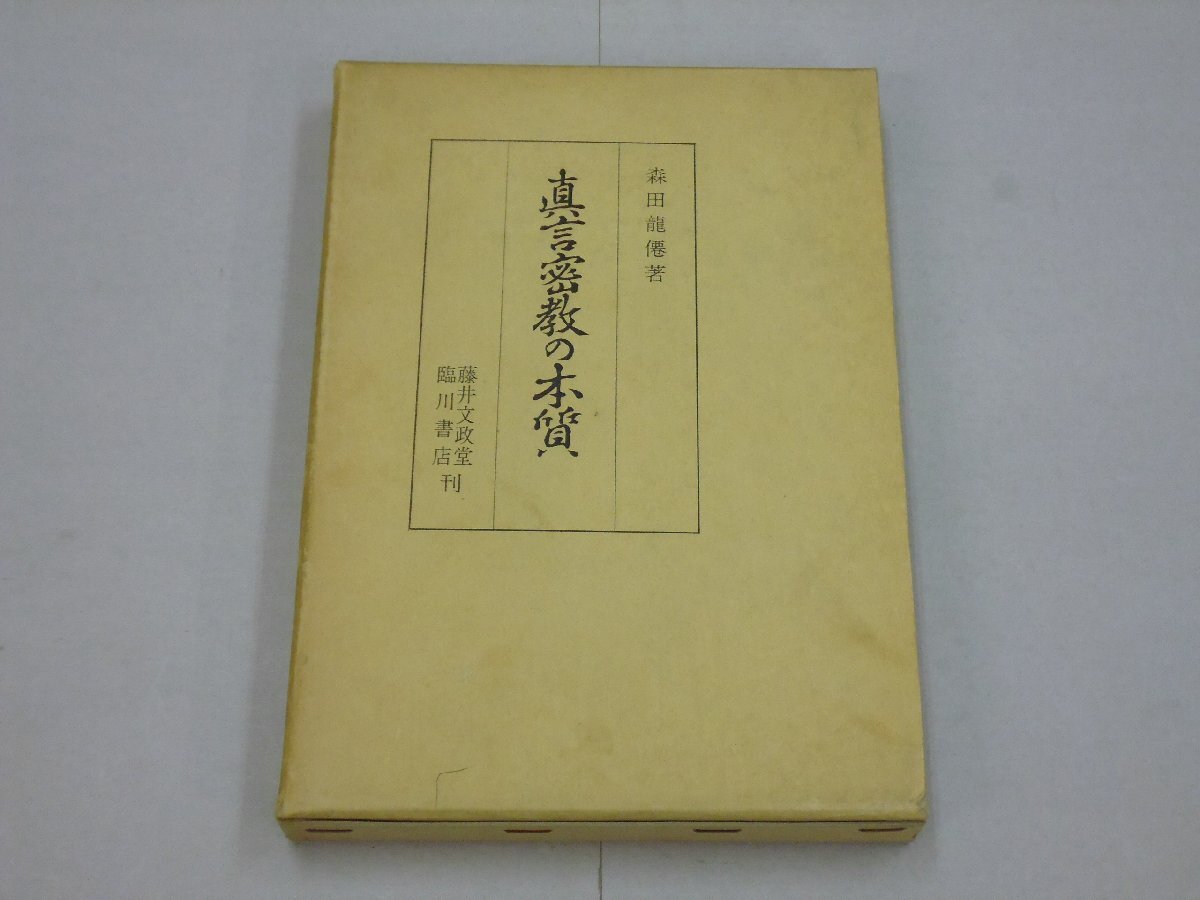 森田龍僊著
真言密教の本質
藤井文政堂
臨川書店
刊